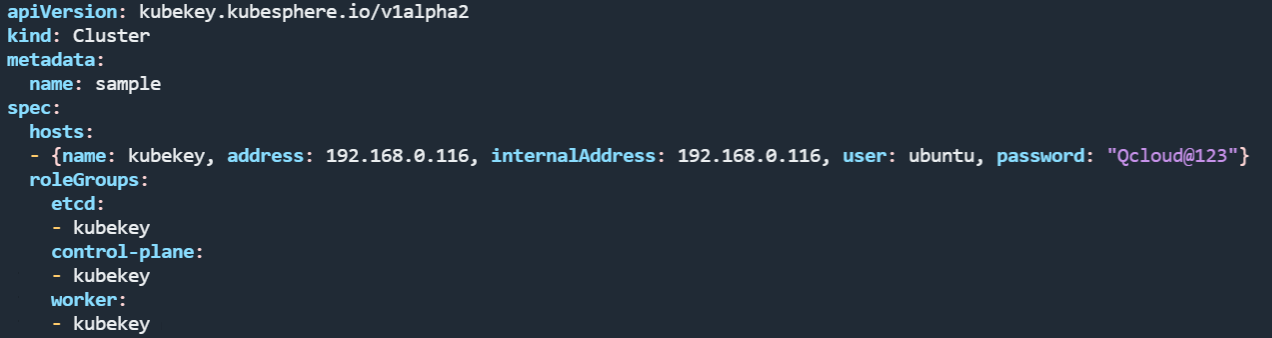 apiVersion: kubekey.kubesphere.io/v1alpha2
kind: Cluster
metadata:
  name: sample
spec:
  hosts:
  - {name: kubekey, address: 192.168.0.116, internalAddress: 192.168.0.116, user: ubuntu, password: "Qcloud@123"}
  roleGroups:
    etcd:
    - kubekey
    control-plane:
    - kubekey
    worker:
    - kubekey